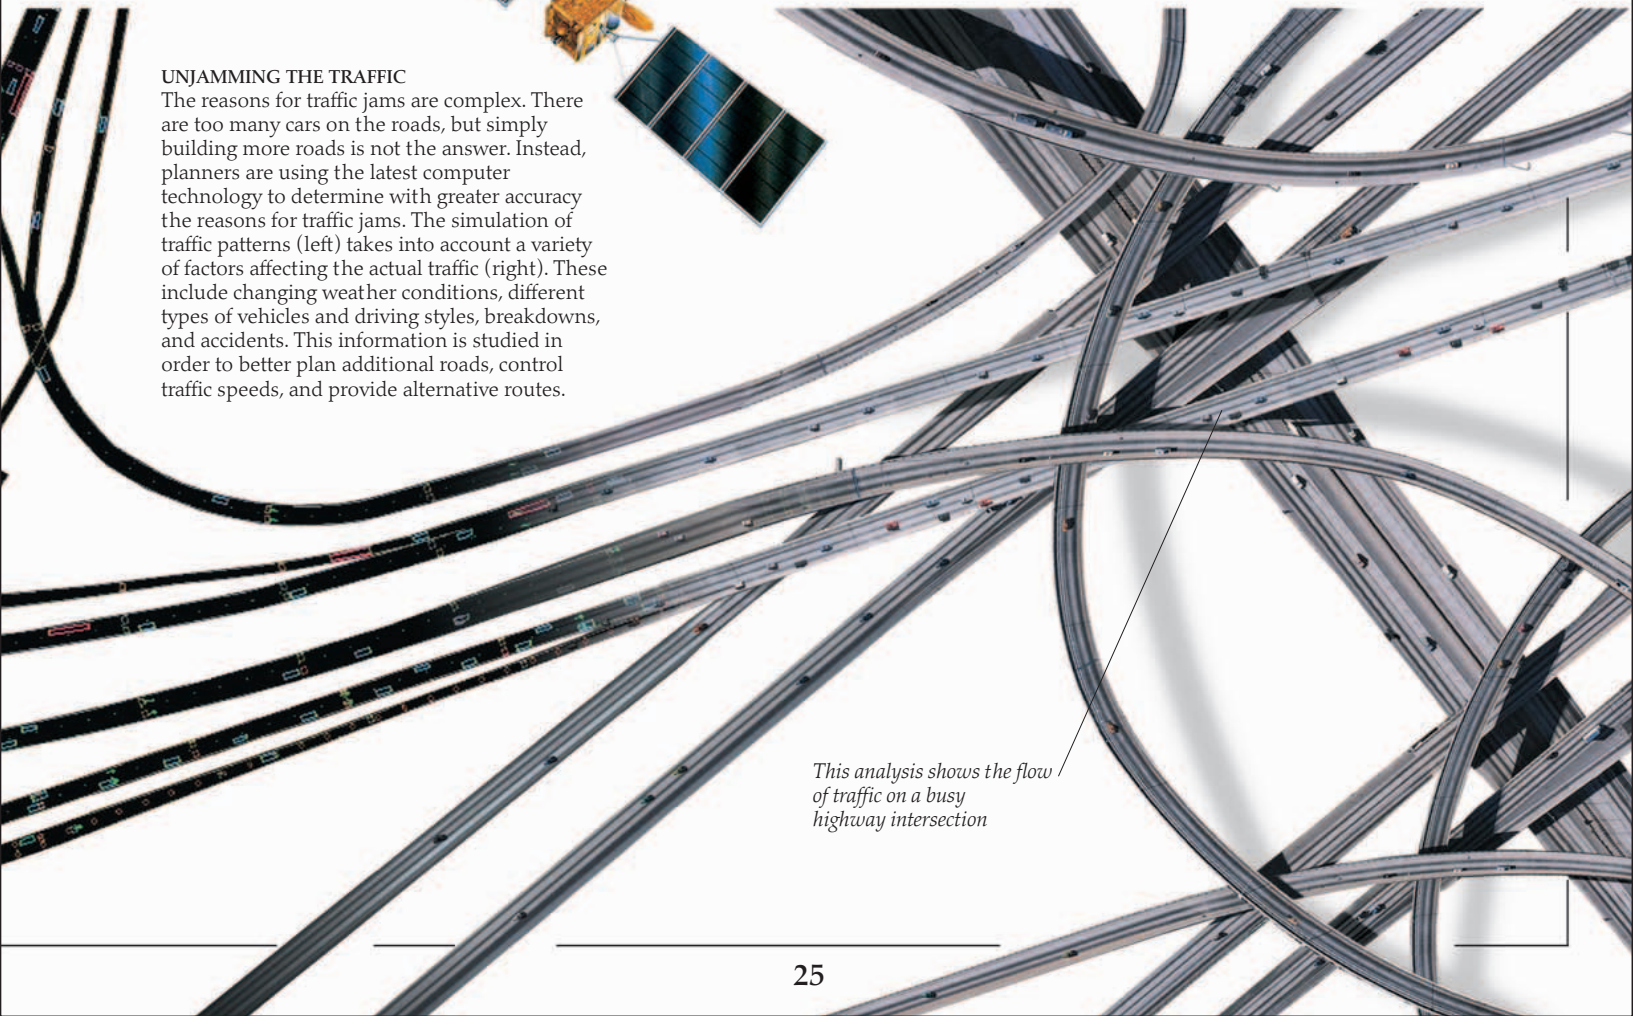 UNJAMMING THE TRAFFIC
The reasons for traffic jams are complex. There
are too many cars on the roads, but simply
building more roads is not the answer. Instead,
planners are using the latest computer
technology to determine with greater accuracy
the reasons for traffic jams. The simulation of
traffic patterns (left) takes into account a variety
of factors affecting the actual traffic (right). These
include changing weather conditions, different
types of vehicles and driving styles, breakdowns,
and accidents. This information is studied in
order to better plan additional roads, control
traffic speeds, and provide alternative routes.
This analysis shows the flow
of traffic on a busy
highway intersection
25